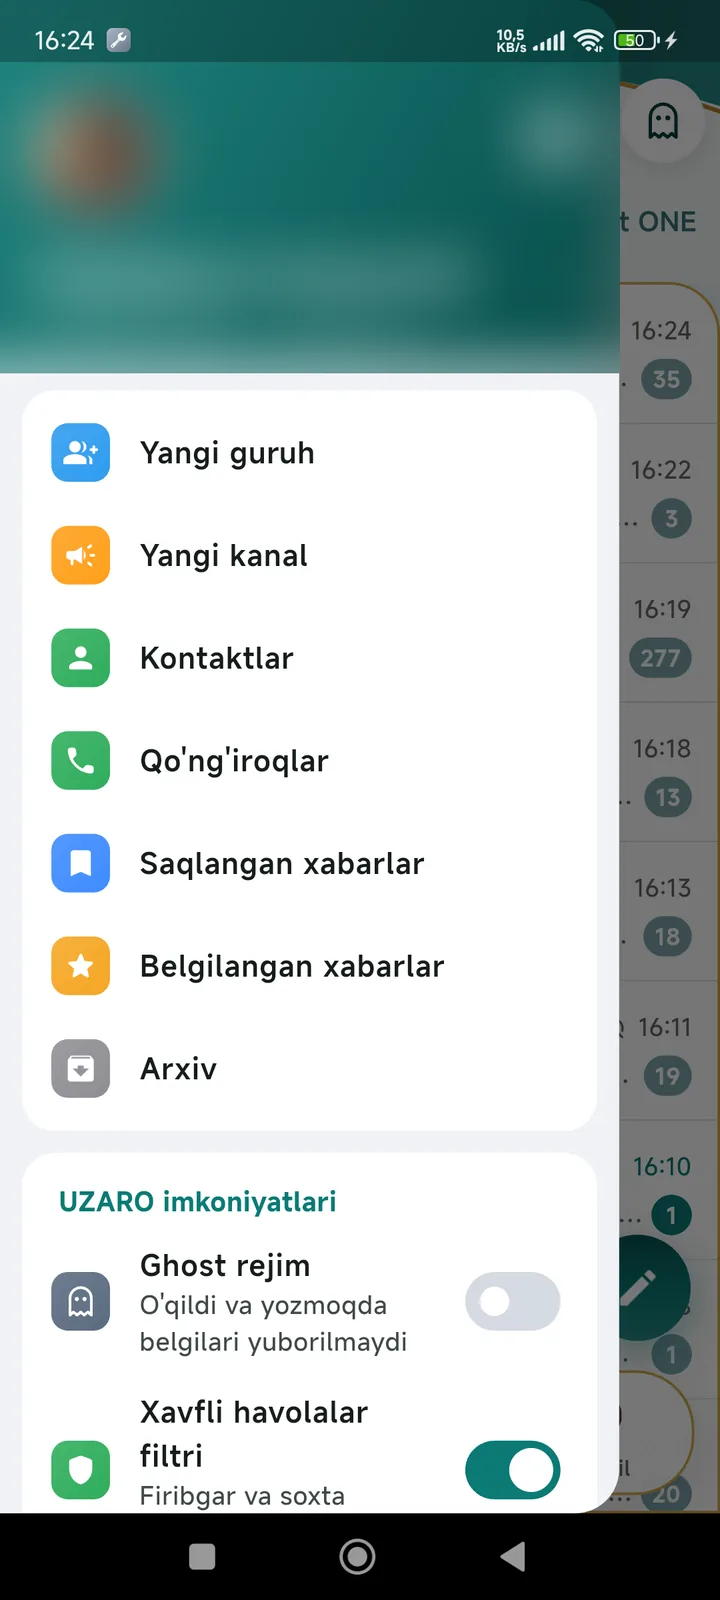 16:24
10,5
KB/s
50
t ONE
16:24
35
Yangi guruh
16:22
3
Yangi kanal
16:19
277
Kontaktlar
16:18
13
Qo'ng'iroqlar
16:13
18
Saqlangan xabarlar
16:11
19
Belgilangan xabarlar
16:10
1
Arxiv
UZARO imkoniyatlari
Ghost rejim
O'qildi va yozmoqda
belgilari yuborilmaydi
1
Xavfli havolalar
filtri
Firibgar va soxta
il
20